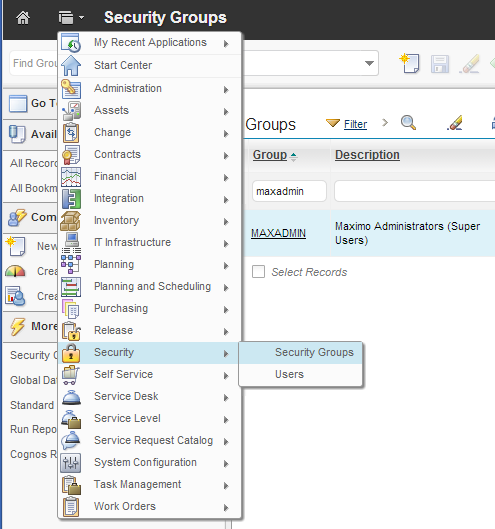 Security Groups
Find Grou
My Recent Applications
Start Center
Administration
Assets
Change
Contracts
Financial
Integration
Inventory
IT Infrastructure
Planning
Planning and Scheduling
Purchasing
Release
Security
Self Service
Service Desk
Service Level
Service Request Catalog
System Configuration
Task Management
Work Orders
Security Groups
Users
Go T
Avail
All Record
All Bookm
Com
New
Crea
Crea
More
Security G
Global Dat
Standard
Run Repo
Cognos R
Groups
Filter
Group
Description
maxadmin
MAXADMIN
Maximo Administrators (Super
Users)
Select Records